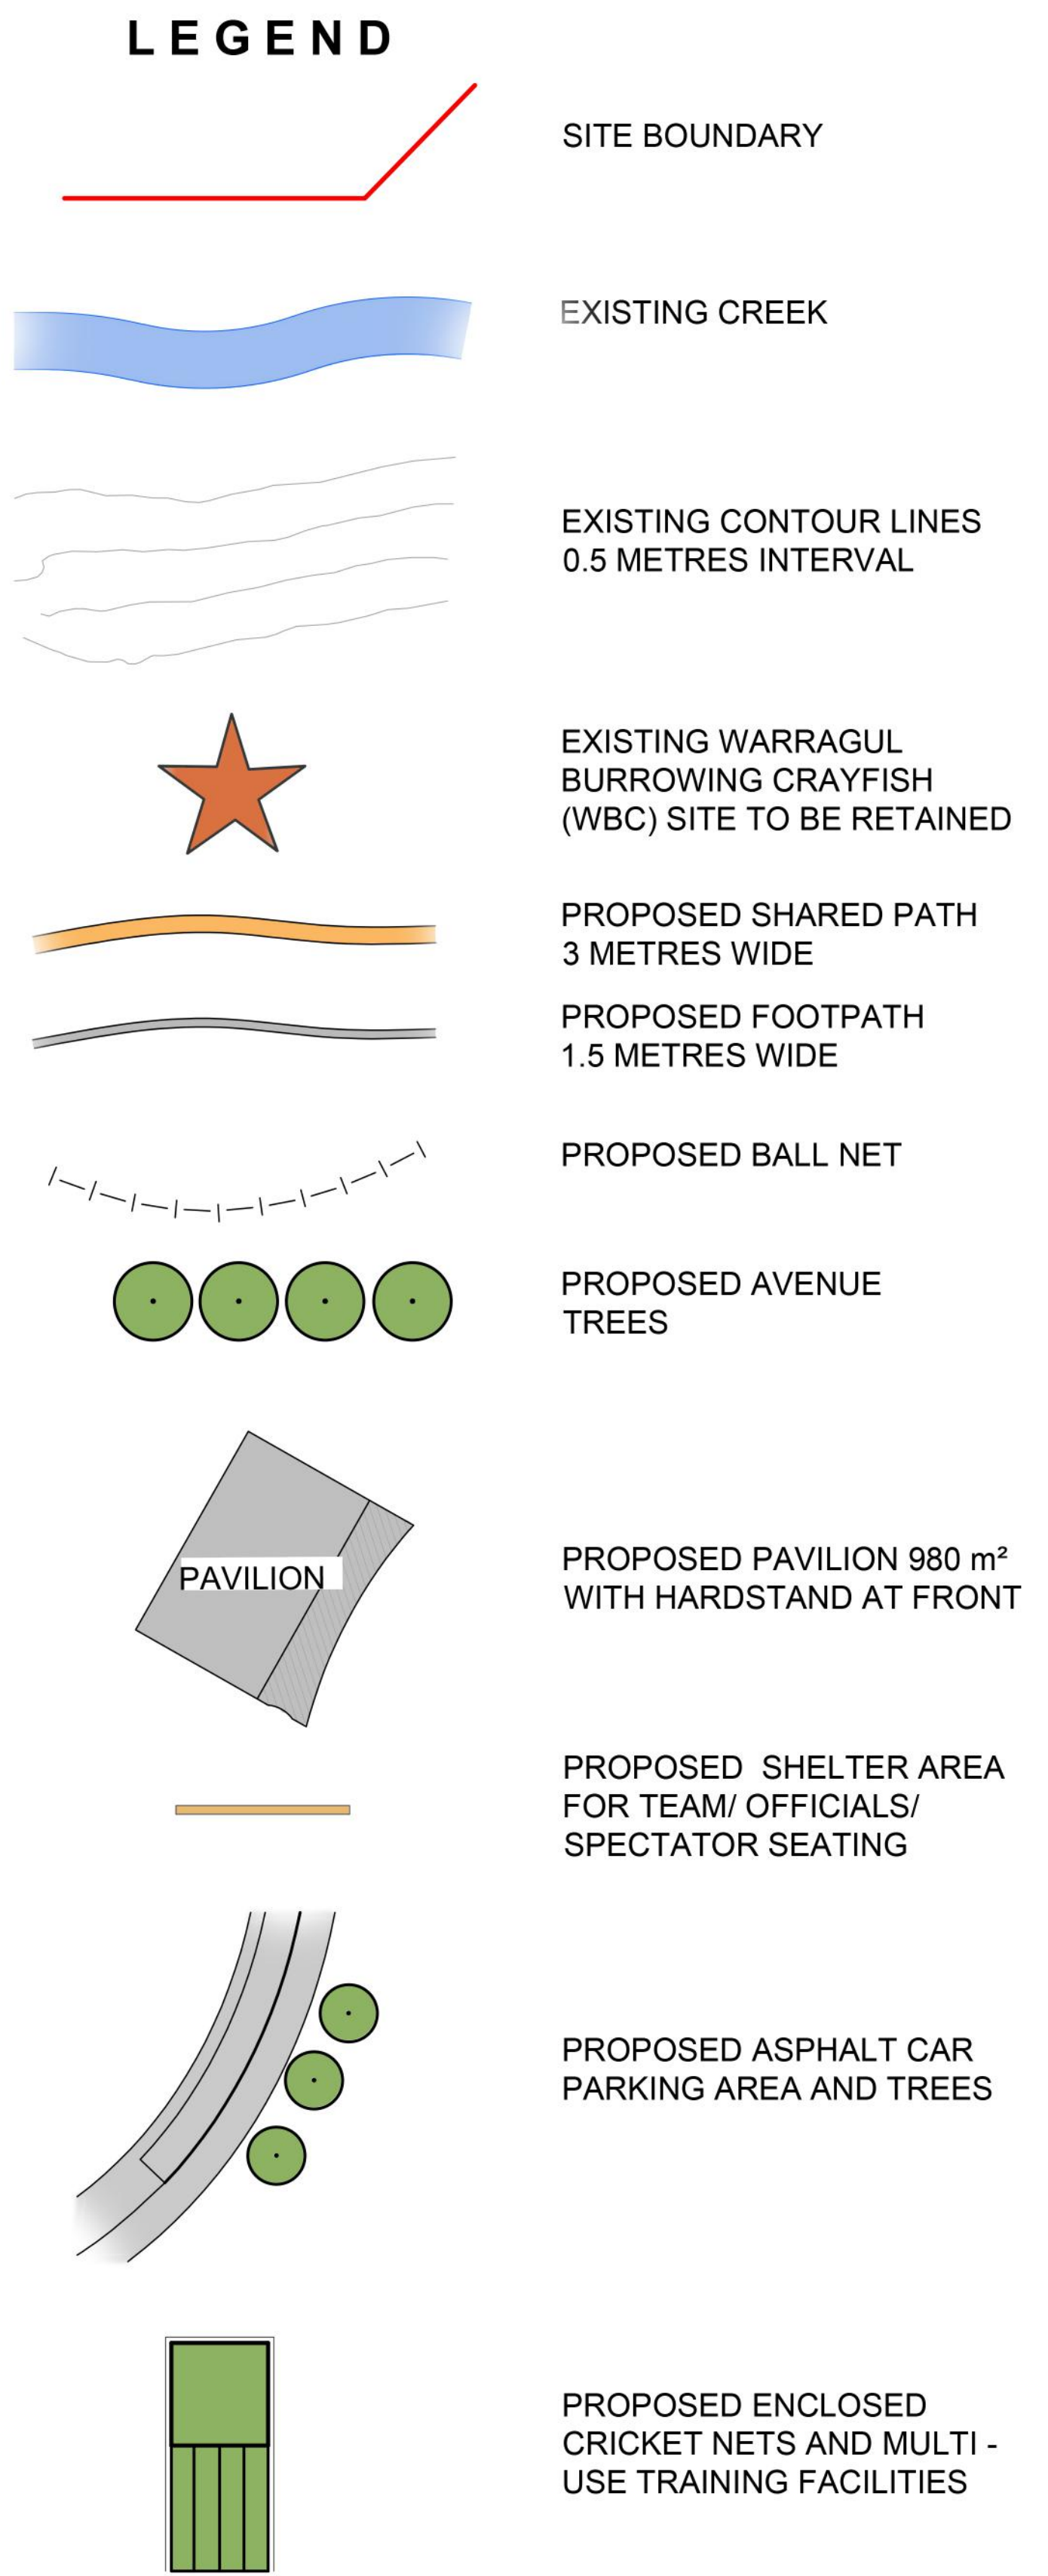 LEGEND
SITE BOUNDARY
EXISTING CREEK
EXISTING CONTOUR LINES
0.5 METRES INTERVAL
EXISTING WARRAGUL
BURROWING CRAYFISH
(WBC) SITE TO BE RETAINED
PROPOSED SHARED PATH
3 METRES WIDE
PROPOSED FOOTPATH
1.5 METRES WIDE
PROPOSED BALL NET
PROPOSED AVENUE
TREES
PAVILION
PROPOSED PAVILION 980 m²
WITH HARDSTAND AT FRONT
PROPOSED SHELTER AREA
FOR TEAM/ OFFICIALS/
SPECTATOR SEATING
PROPOSED ASPHALT CAR
PARKING AREA AND TREES
PROPOSED ENCLOSED
CRICKET NETS AND MULTI -
USE TRAINING FACILITIES